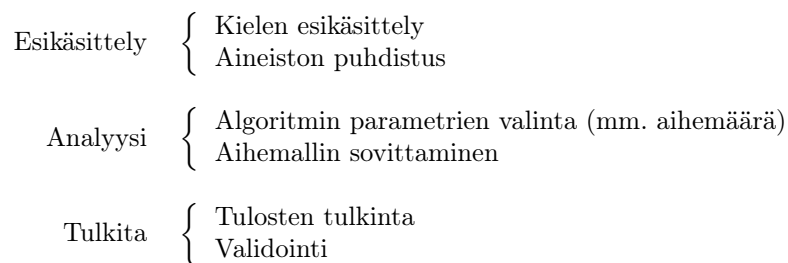 Esikäsittely
Kielen esikäsittely
Aineiston puhdistus
Analyysi
Algoritmin parametrien valinta (mm. aihemäärä)
Aihemallin sovittaminen
Tulkita
Tulosten tulkinta
Validointi